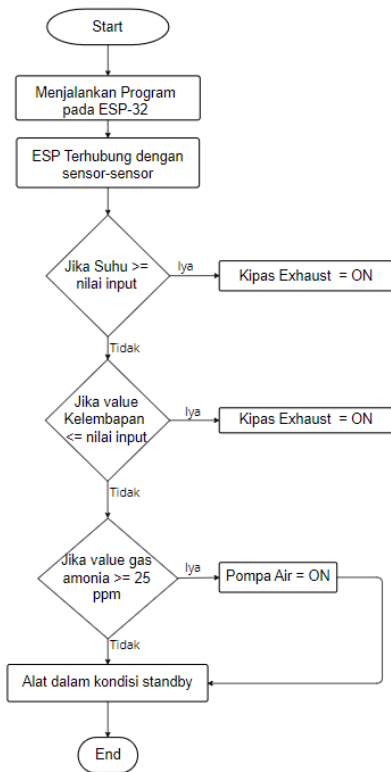 Start
Menjalankan Program
pada ESP-32
ESP Terhubung dengan
sensor-sensor
Jika Suhu >=
nilai input
Iya
Kipas Exhaust = ON
Tidak
Jika value
Kelembapan
<= nilai input
Iya
Kipas Exhaust = ON
Tidak
Jika value gas
amonia >= 25
ppm
Iya
Pompa Air = ON
Tidak
Alat dalam kondisi standby
End